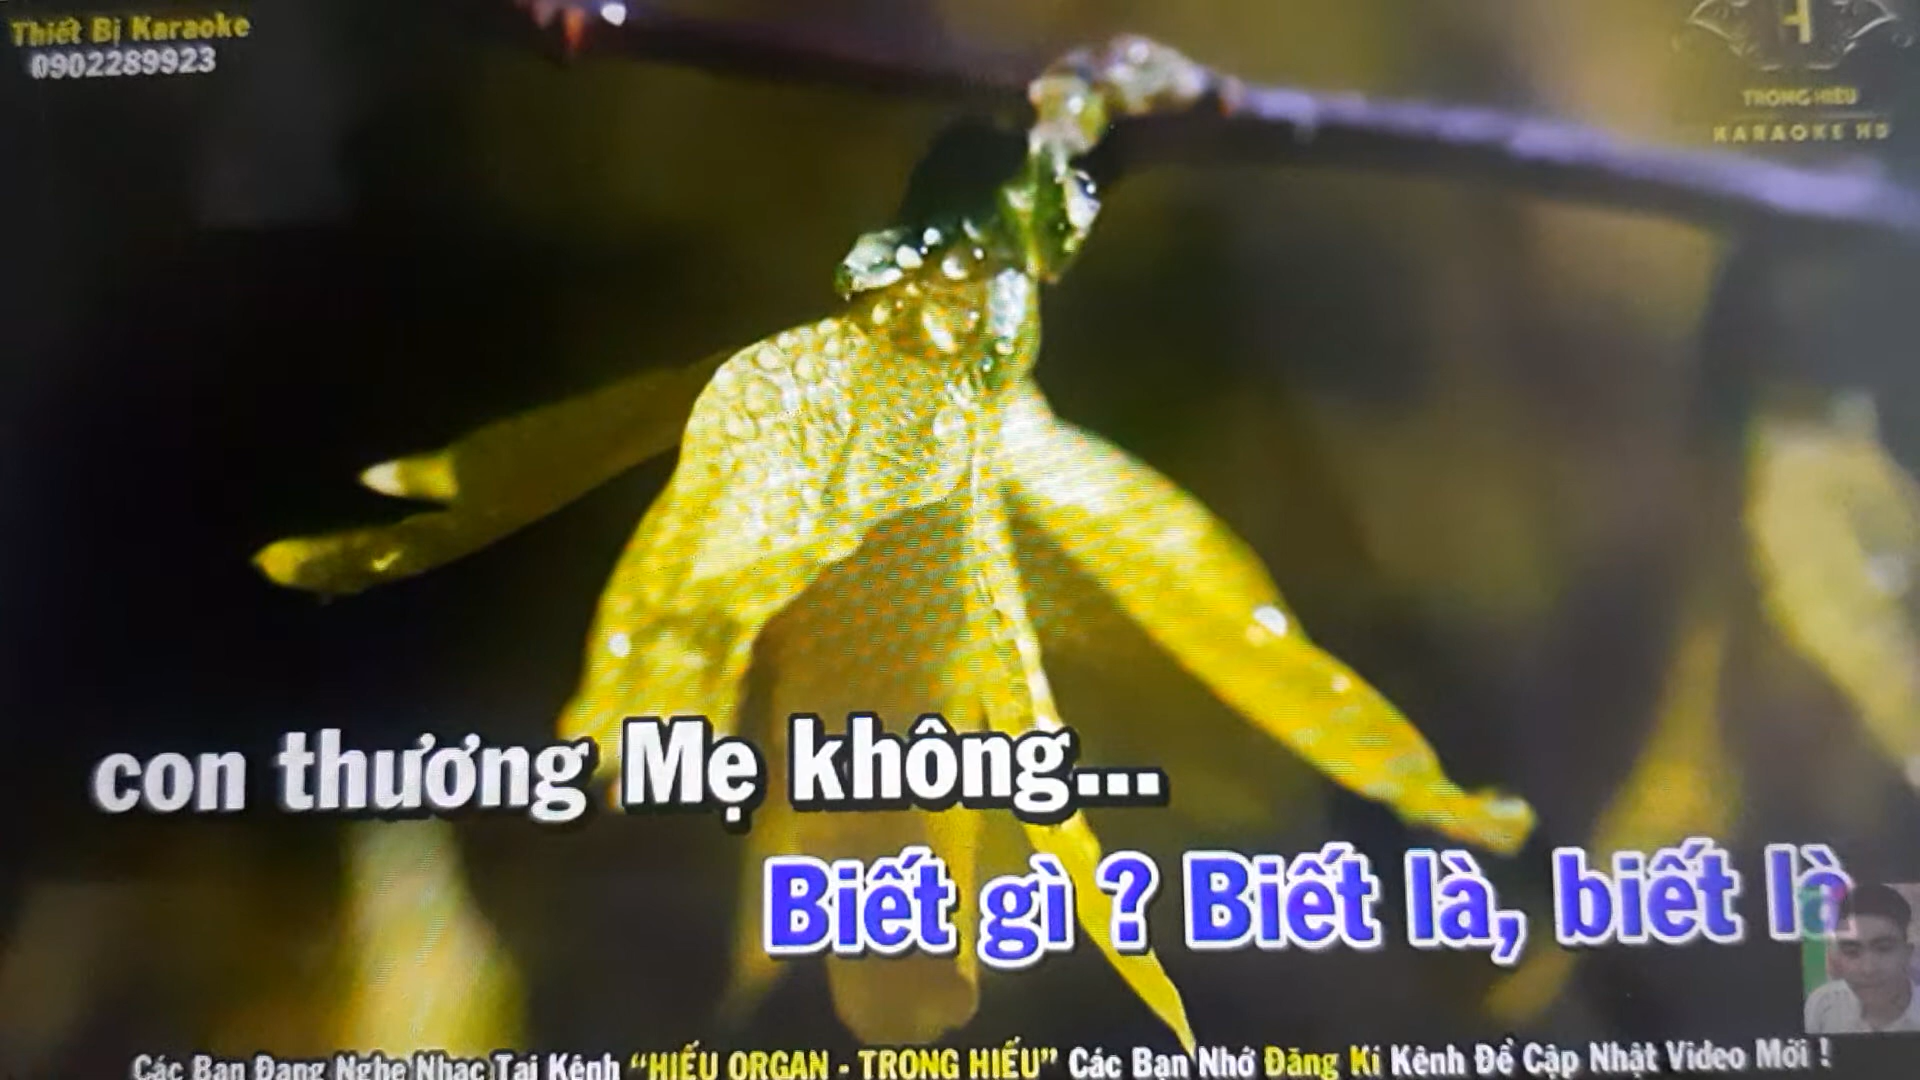 Thiết Bị Karaoke
0902289923
TRONG HIEU
KARAOKE HD
con thương Mẹ không...
Biết gì ? Biết là, biết là
Các Bạn Đang Nghe Nhạc Tại Kênh “HIẾU ORGAN - TRỌNG HIẾU” Các Bạn Nhớ Đăng Kí Kênh Để Cập Nhật Video Mới !